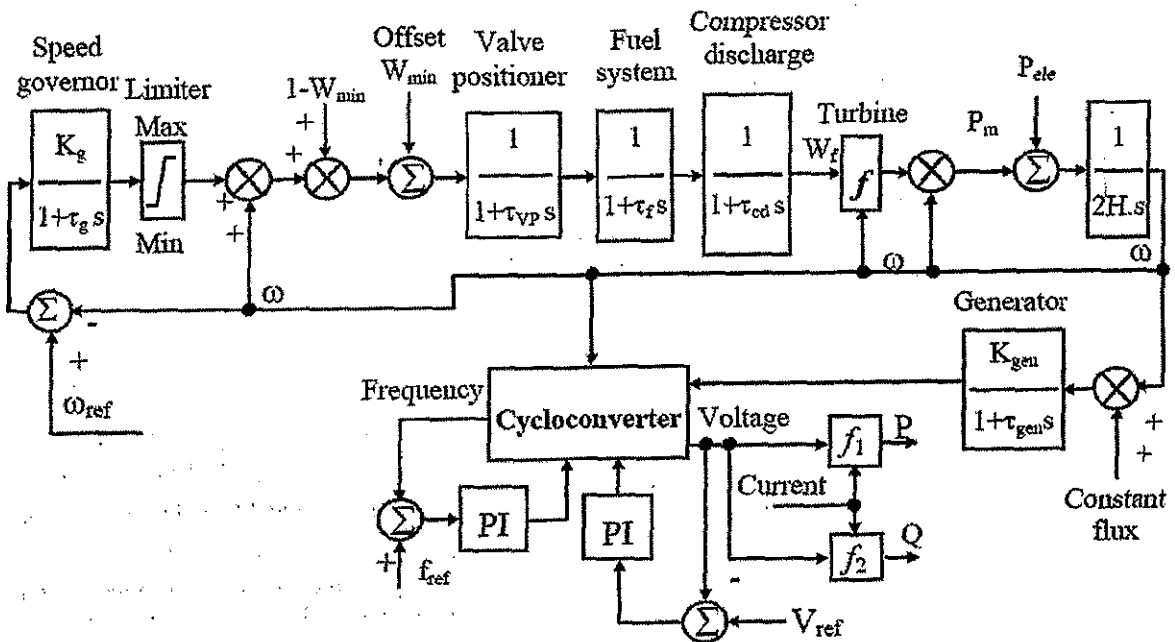 Speed governor
Limiter
Max
Min
K_g
1+τ_g s
1-W_min
+
+
+
+
Offset
W_min
Σ
Valve positioner
1
1+τ_VP s
Fuel system
1
1+τ_f s
Compressor discharge
1
1+τ_cd s
Turbine
W_f
f
P_m
P_ele
Σ
1
2H.s
ω
ω
ω
Σ
-
+
ω_ref
Generator
K_gen
1+τ_gen s
+
+
Constant flux
Frequency
Cycloconverter
Voltage
f_1
P
Current
f_2
Q
Σ
+
f_ref
PI
PI
-
Σ
V_ref